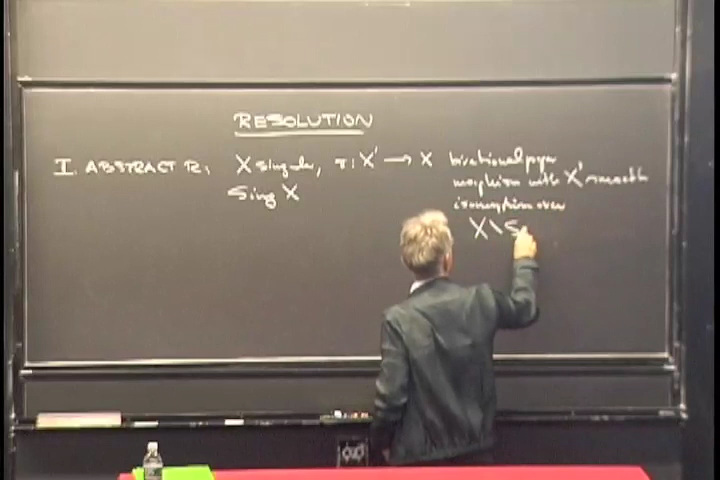 RESOLUTION
I. ABSTRACT R: X singular, π: X' → X birational proper
morphism with X' smooth
Sing X
isomorphism over
X \ S